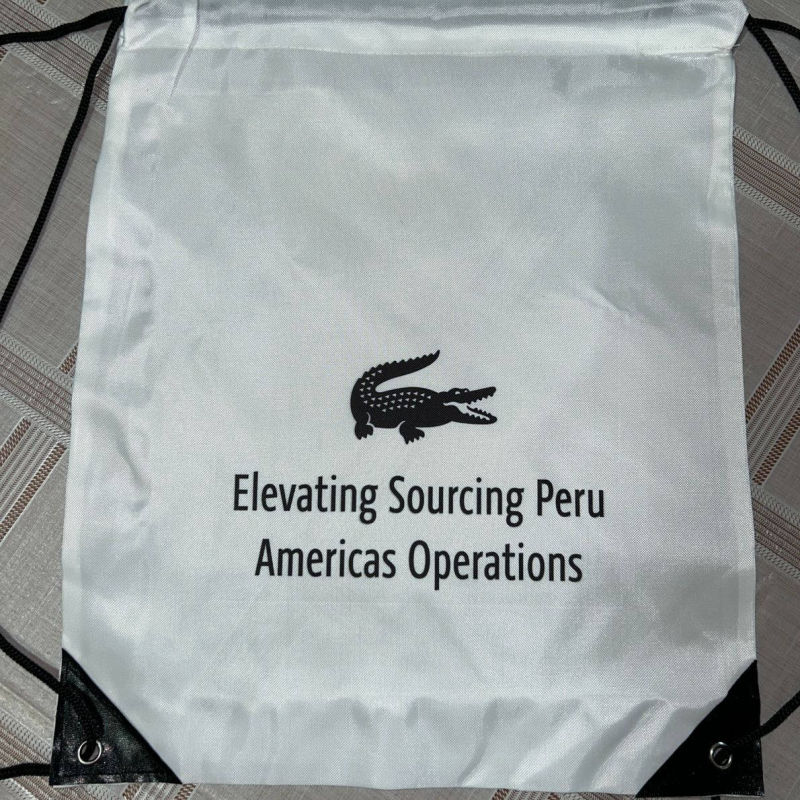 Elevating Sourcing Peru
Americas Operations